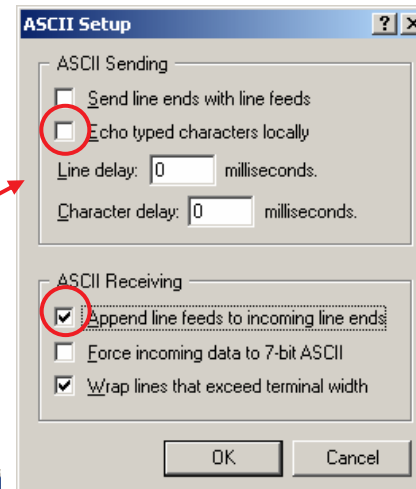 ASCII Setup
ASCII Sending
Send line ends with line feeds
Echo typed characters locally
Line delay: 0 milliseconds.
Character delay: 0 milliseconds.
ASCII Receiving
Append line feeds to incoming line ends
Force incoming data to 7-bit ASCII
Wrap lines that exceed terminal width
OK Cancel